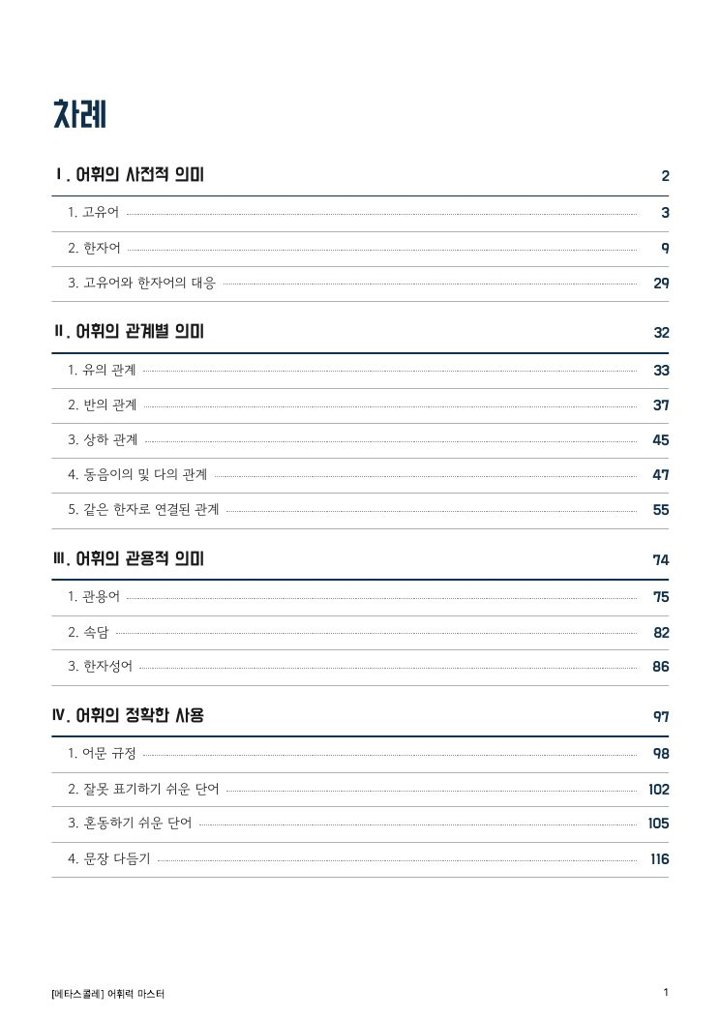 차례
Ⅰ. 어휘의 사전적 의미 2
1. 고유어 3
2. 한자어 9
3. 고유어와 한자어의 대응 29
Ⅱ. 어휘의 관계별 의미 32
1. 유의 관계 33
2. 반의 관계 37
3. 상하 관계 45
4. 동음이의 및 다의 관계 47
5. 같은 한자로 연결된 관계 55
Ⅲ. 어휘의 관용적 의미 74
1. 관용어 75
2. 속담 82
3. 한자성어 86
Ⅳ. 어휘의 정확한 사용 97
1. 어문 규정 98
2. 잘못 표기하기 쉬운 단어 102
3. 혼동하기 쉬운 단어 105
4. 문장 다듬기 116
[메타스콜레] 어휘력 마스터 1